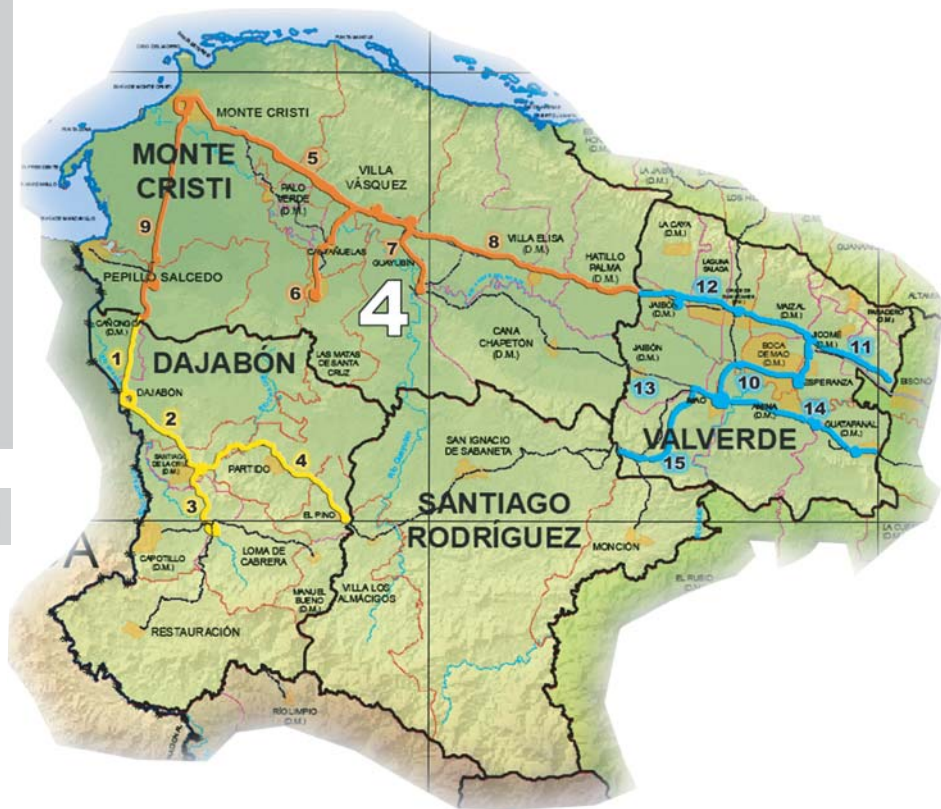 MONTE CRISTI
MONTE
CRISTI
5
VILLA
VÁSQUEZ
PALO
VERDE
(D.M.)
9
8
VILLA ELISA
(D.M.)
HATILLO
PALMA
(D.M.)
LA CAYA
(D.M.)
LAGUNA
SALADA
12
CASTAÑUELAS
7
GUAYUBIN
PEPILLO SALCEDO
6
4
JAIBÓN
(D.M.)
MAIZAL
(D.M.)
JICOMÉ
(D.M.)
11
CAÑONGO
(D.M.)
CANA
CHAPETÓN
(D.M.)
JAIBÓN
(D.M.)
BOCA
DE MAO
(D.M.)
DAJABÓN
1
LAS MATAS
DE SANTA
CRUZ
13
10
ESPERANZA
BISONO
DAJABÓN
MAO
AMINA
(D.M.)
14
GUATAPANAL
(D.M.)
2
SAN IGNACIO
DE SABANETA
VALVERDE
15
SANTIAGO
DE LA CRUZ
(D.M.)
PARTIDO
4
3
EL PINO
SANTIAGO
RODRÍGUEZ
MONCIÓN
CAPOTILLO
(D.M.)
LOMA DE
CABRERA
MANUEL
BUENO
(D.M.)
VILLA LOS
ALMÁCIGOS
EL RUBIO
(D.M.)
RESTAURACIÓN
RÍO LIMPIO
(D.M.)